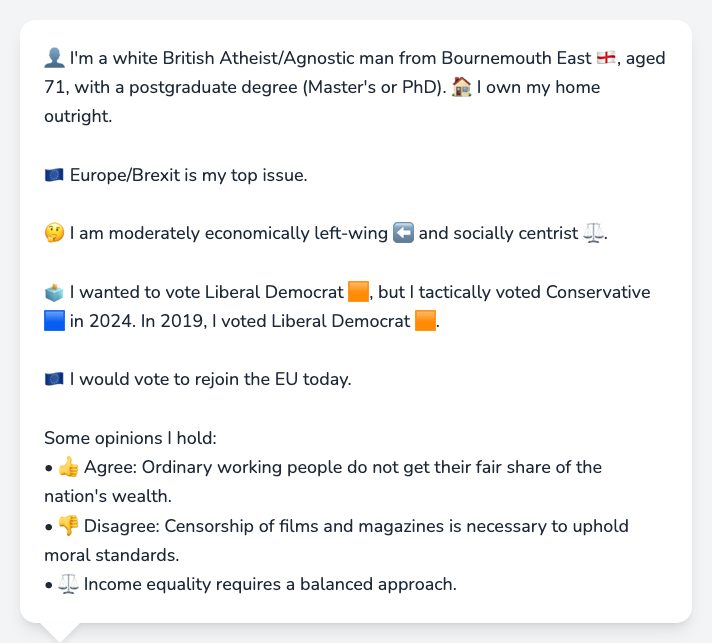 👤 I'm a white British Atheist/Agnostic man from Bournemouth East 🏴󠁧󠁢󠁥󠁮󠁧󠁿, aged
71, with a postgraduate degree (Master's or PhD). 🏠 I own my home
outright.
🇪🇺 Europe/Brexit is my top issue.
🤔 I am moderately economically left-wing ⬅️ and socially centrist ⚖️.
🗳️ I wanted to vote Liberal Democrat 🟧, but I tactically voted Conservative
🟦 in 2024. In 2019, I voted Liberal Democrat 🟧.
🇪🇺 I would vote to rejoin the EU today.
Some opinions I hold:
• 👍 Agree: Ordinary working people do not get their fair share of the
nation's wealth.
• 👎 Disagree: Censorship of films and magazines is necessary to uphold
moral standards.
• ⚖️ Income equality requires a balanced approach.